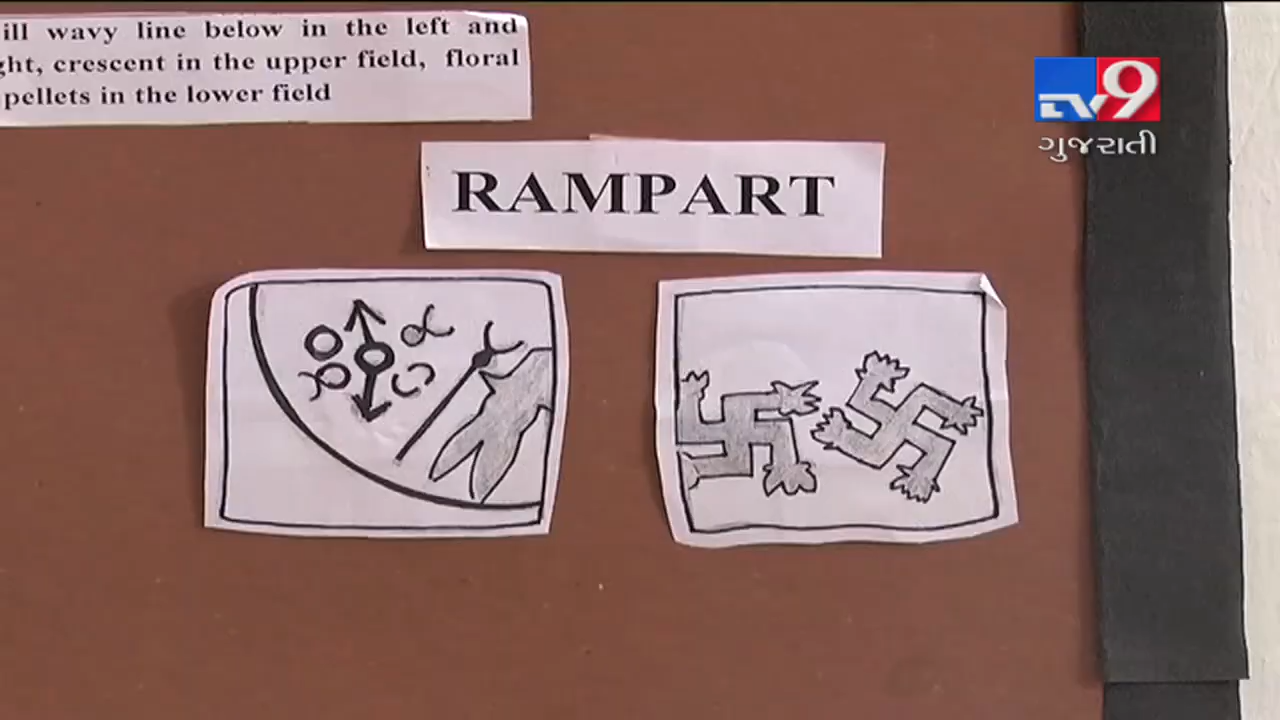 ill wavy line below in the left and
ght, crescent in the upper field, floral
pellets in the lower field
TV9
ગુજરાતી
RAMPART